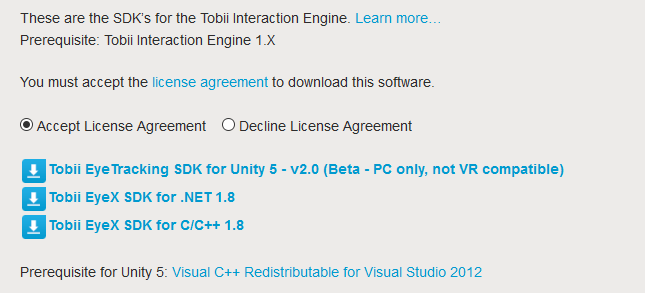 These are the SDK's for the Tobii Interaction Engine. Learn more…
Prerequisite: Tobii Interaction Engine 1.X
You must accept the license agreement to download this software.
Accept License Agreement Decline License Agreement
Tobii EyeTracking SDK for Unity 5 - v2.0 (Beta - PC only, not VR compatible)
Tobii EyeX SDK for .NET 1.8
Tobii EyeX SDK for C/C++ 1.8
Prerequisite for Unity 5: Visual C++ Redistributable for Visual Studio 2012